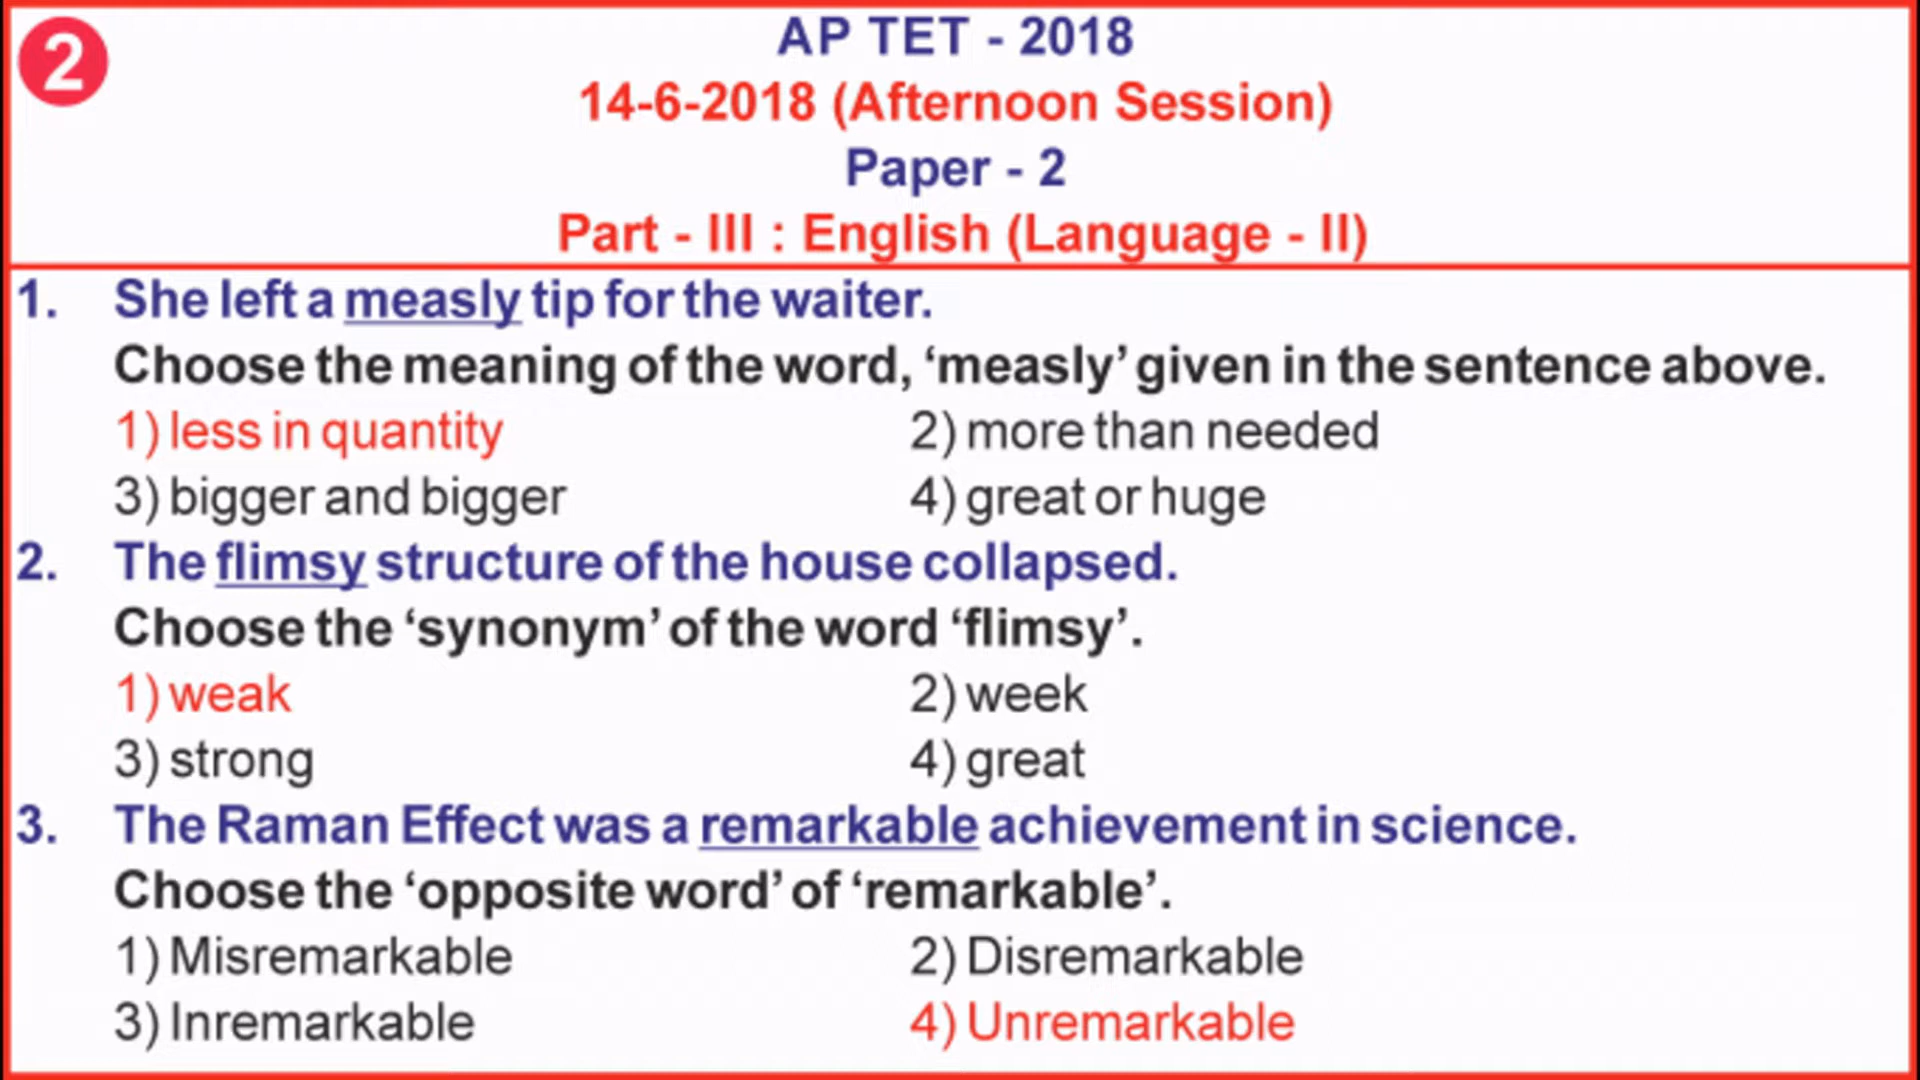 2
AP TET - 2018
14-6-2018 (Afternoon Session)
Paper - 2
Part - III : English (Language - II)
1. She left a measly tip for the waiter.
Choose the meaning of the word, ‘measly’ given in the sentence above.
1) less in quantity 2) more than needed
3) bigger and bigger 4) great or huge
2. The flimsy structure of the house collapsed.
Choose the ‘synonym’ of the word ‘flimsy’.
1) weak 2) week
3) strong 4) great
3. The Raman Effect was a remarkable achievement in science.
Choose the ‘opposite word’ of ‘remarkable’.
1) Misremarkable 2) Disremarkable
3) Inremarkable 4) Unremarkable